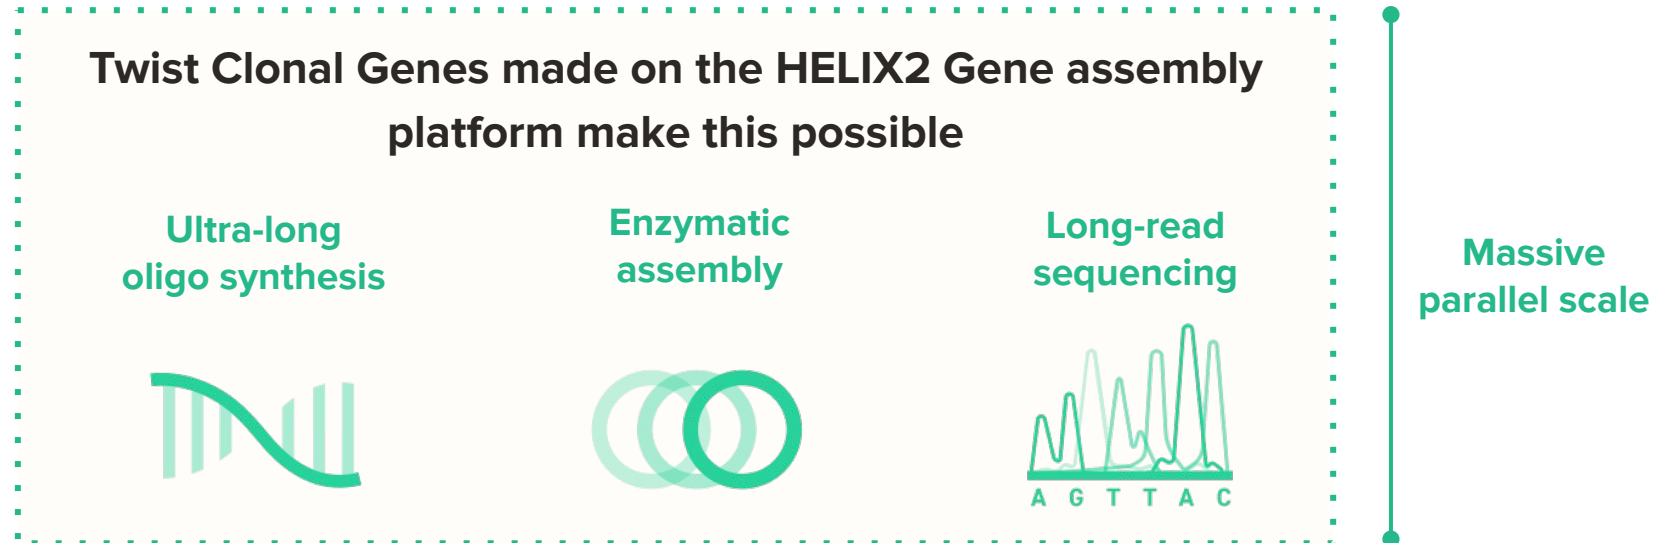 Twist Clonal Genes made on the HELIX2 Gene assembly
platform make this possible
Ultra-long
oligo synthesis
Enzymatic
assembly
Long-read
sequencing
A G T T A C
Massive
parallel scale